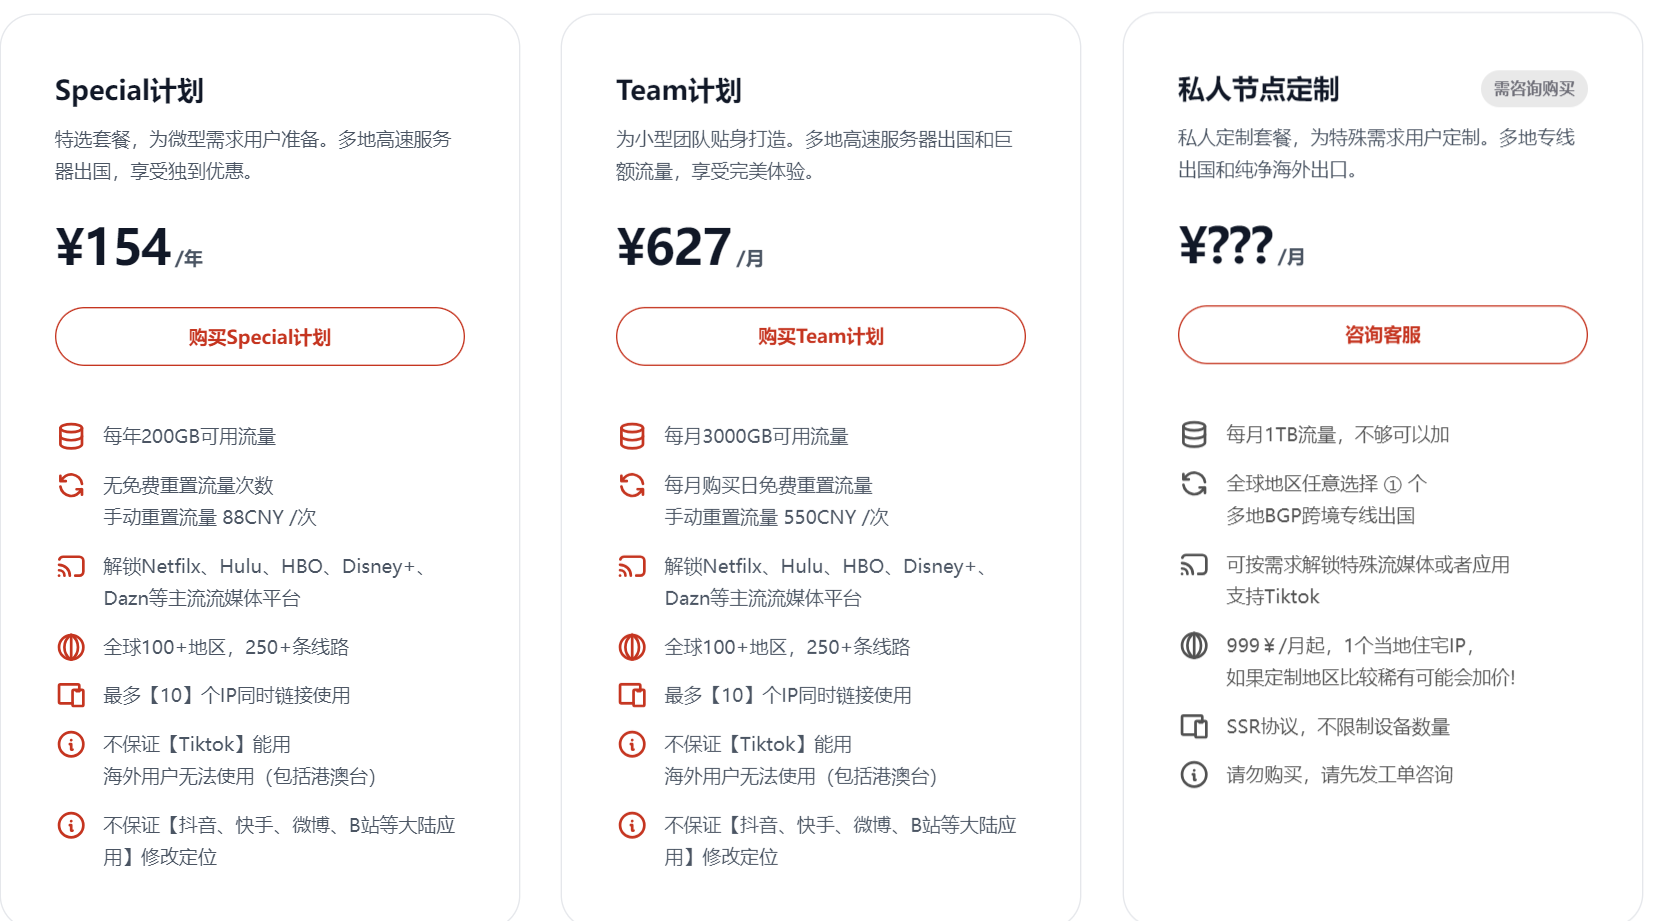 Special计划
特选套餐，为微型需求用户准备。多地高速服务
器出国，享受独到优惠。
¥154/年
购买Special计划
每年200GB可用流量
无免费重置流量次数
手动重置流量 88CNY /次
解锁Netfilx、Hulu、HBO、Disney+、
Dazn等主流流媒体平台
全球100+地区，250+条线路
最多【10】个IP同时链接使用
不保证【Tiktok】能用
海外用户无法使用（包括港澳台）
不保证【抖音、快手、微博、B站等大陆应
用】修改定位
Team计划
为小型团队贴身打造。多地高速服务器出国和巨
额流量，享受完美体验。
¥627/月
购买Team计划
每月3000GB可用流量
每月购买日免费重置流量
手动重置流量 550CNY /次
解锁Netfilx、Hulu、HBO、Disney+、
Dazn等主流流媒体平台
全球100+地区，250+条线路
最多【10】个IP同时链接使用
不保证【Tiktok】能用
海外用户无法使用（包括港澳台）
不保证【抖音、快手、微博、B站等大陆应
用】修改定位
私人节点定制
需咨询购买
私人定制套餐，为特殊需求用户定制。多地专线
出国和纯净海外出口。
¥???/月
咨询客服
每月1TB流量，不够可以加
全球地区任意选择 ① 个
多地BGP跨境专线出国
可按需求解锁特殊流媒体或者应用
支持Tiktok
999￥/月起，1个当地住宅IP，
如果定制地区比较稀有可能会加价!
SSR协议，不限制设备数量
请勿购买，请先发工单咨询